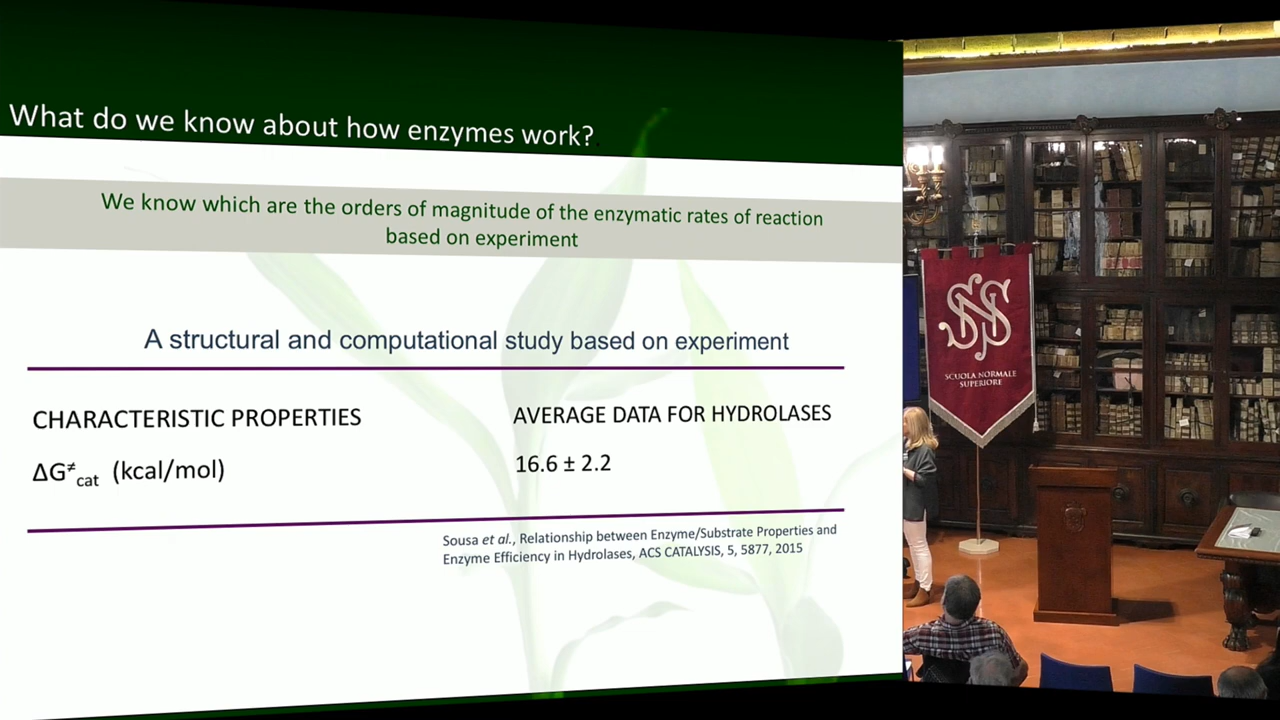 What do we know about how enzymes work?
We know which are the orders of magnitude of the enzymatic rates of reaction
based on experiment
A structural and computational study based on experiment
CHARACTERISTIC PROPERTIES
AVERAGE DATA FOR HYDROLASES
ΔG≠cat (kcal/mol)
16.6 ± 2.2
Sousa et al., Relationship between Enzyme/Substrate Properties and
Enzyme Efficiency in Hydrolases, ACS CATALYSIS, 5, 5877, 2015
SNS
SCUOLA NORMALE
SUPERIORE